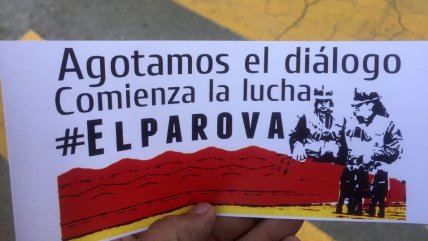 Agotamos el diálogo
Comienza la lucha
#ELPAROVA